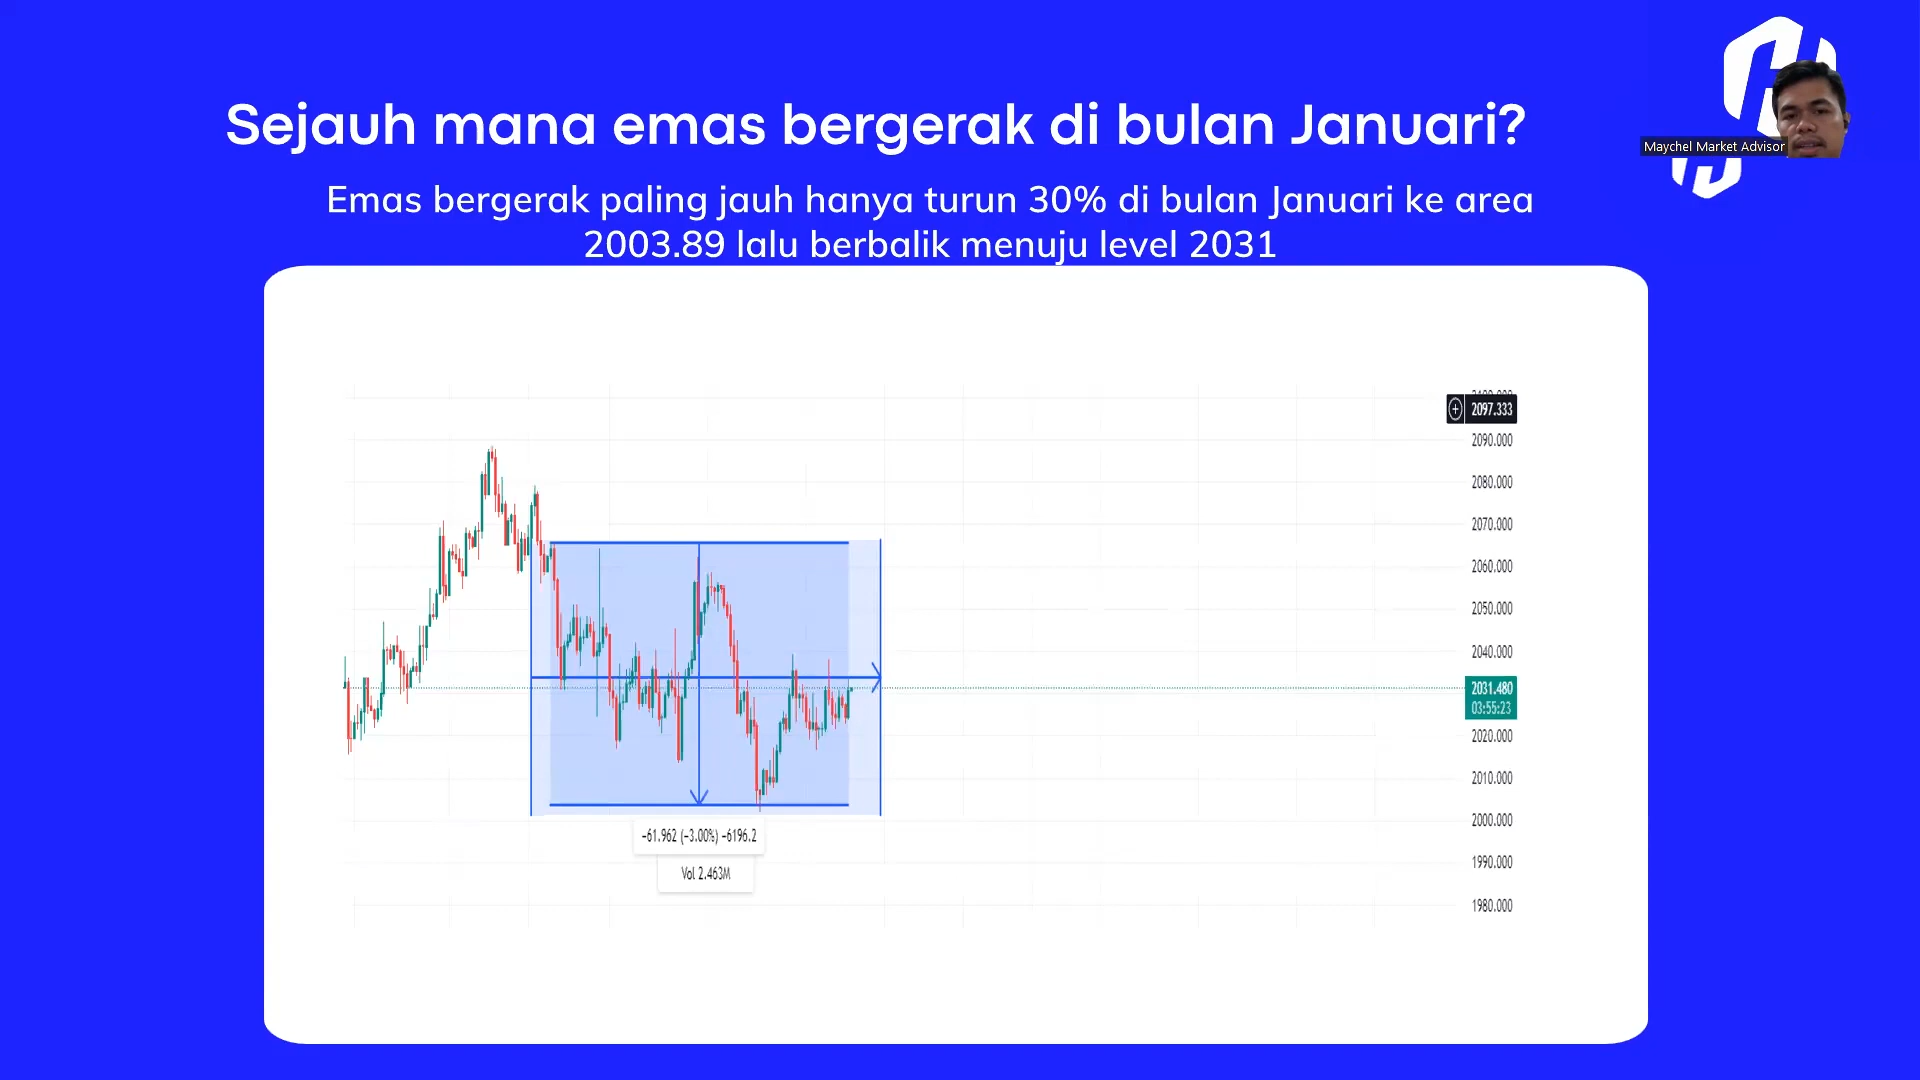 Sejauh mana emas bergerak di bulan Januari?
Maychel Market Advisor
Emas bergerak paling jauh hanya turun 30% di bulan Januari ke area
2003.89 lalu berbalik menuju level 2031
2097.333
2090.000
2080.000
2070.000
2060.000
2050.000
2040.000
2031.480
03:55:23
2020.000
2010.000
2000.000
-61.962 (-3.00%) -6196.2
1990.000
Vol 2.463M
1980.000